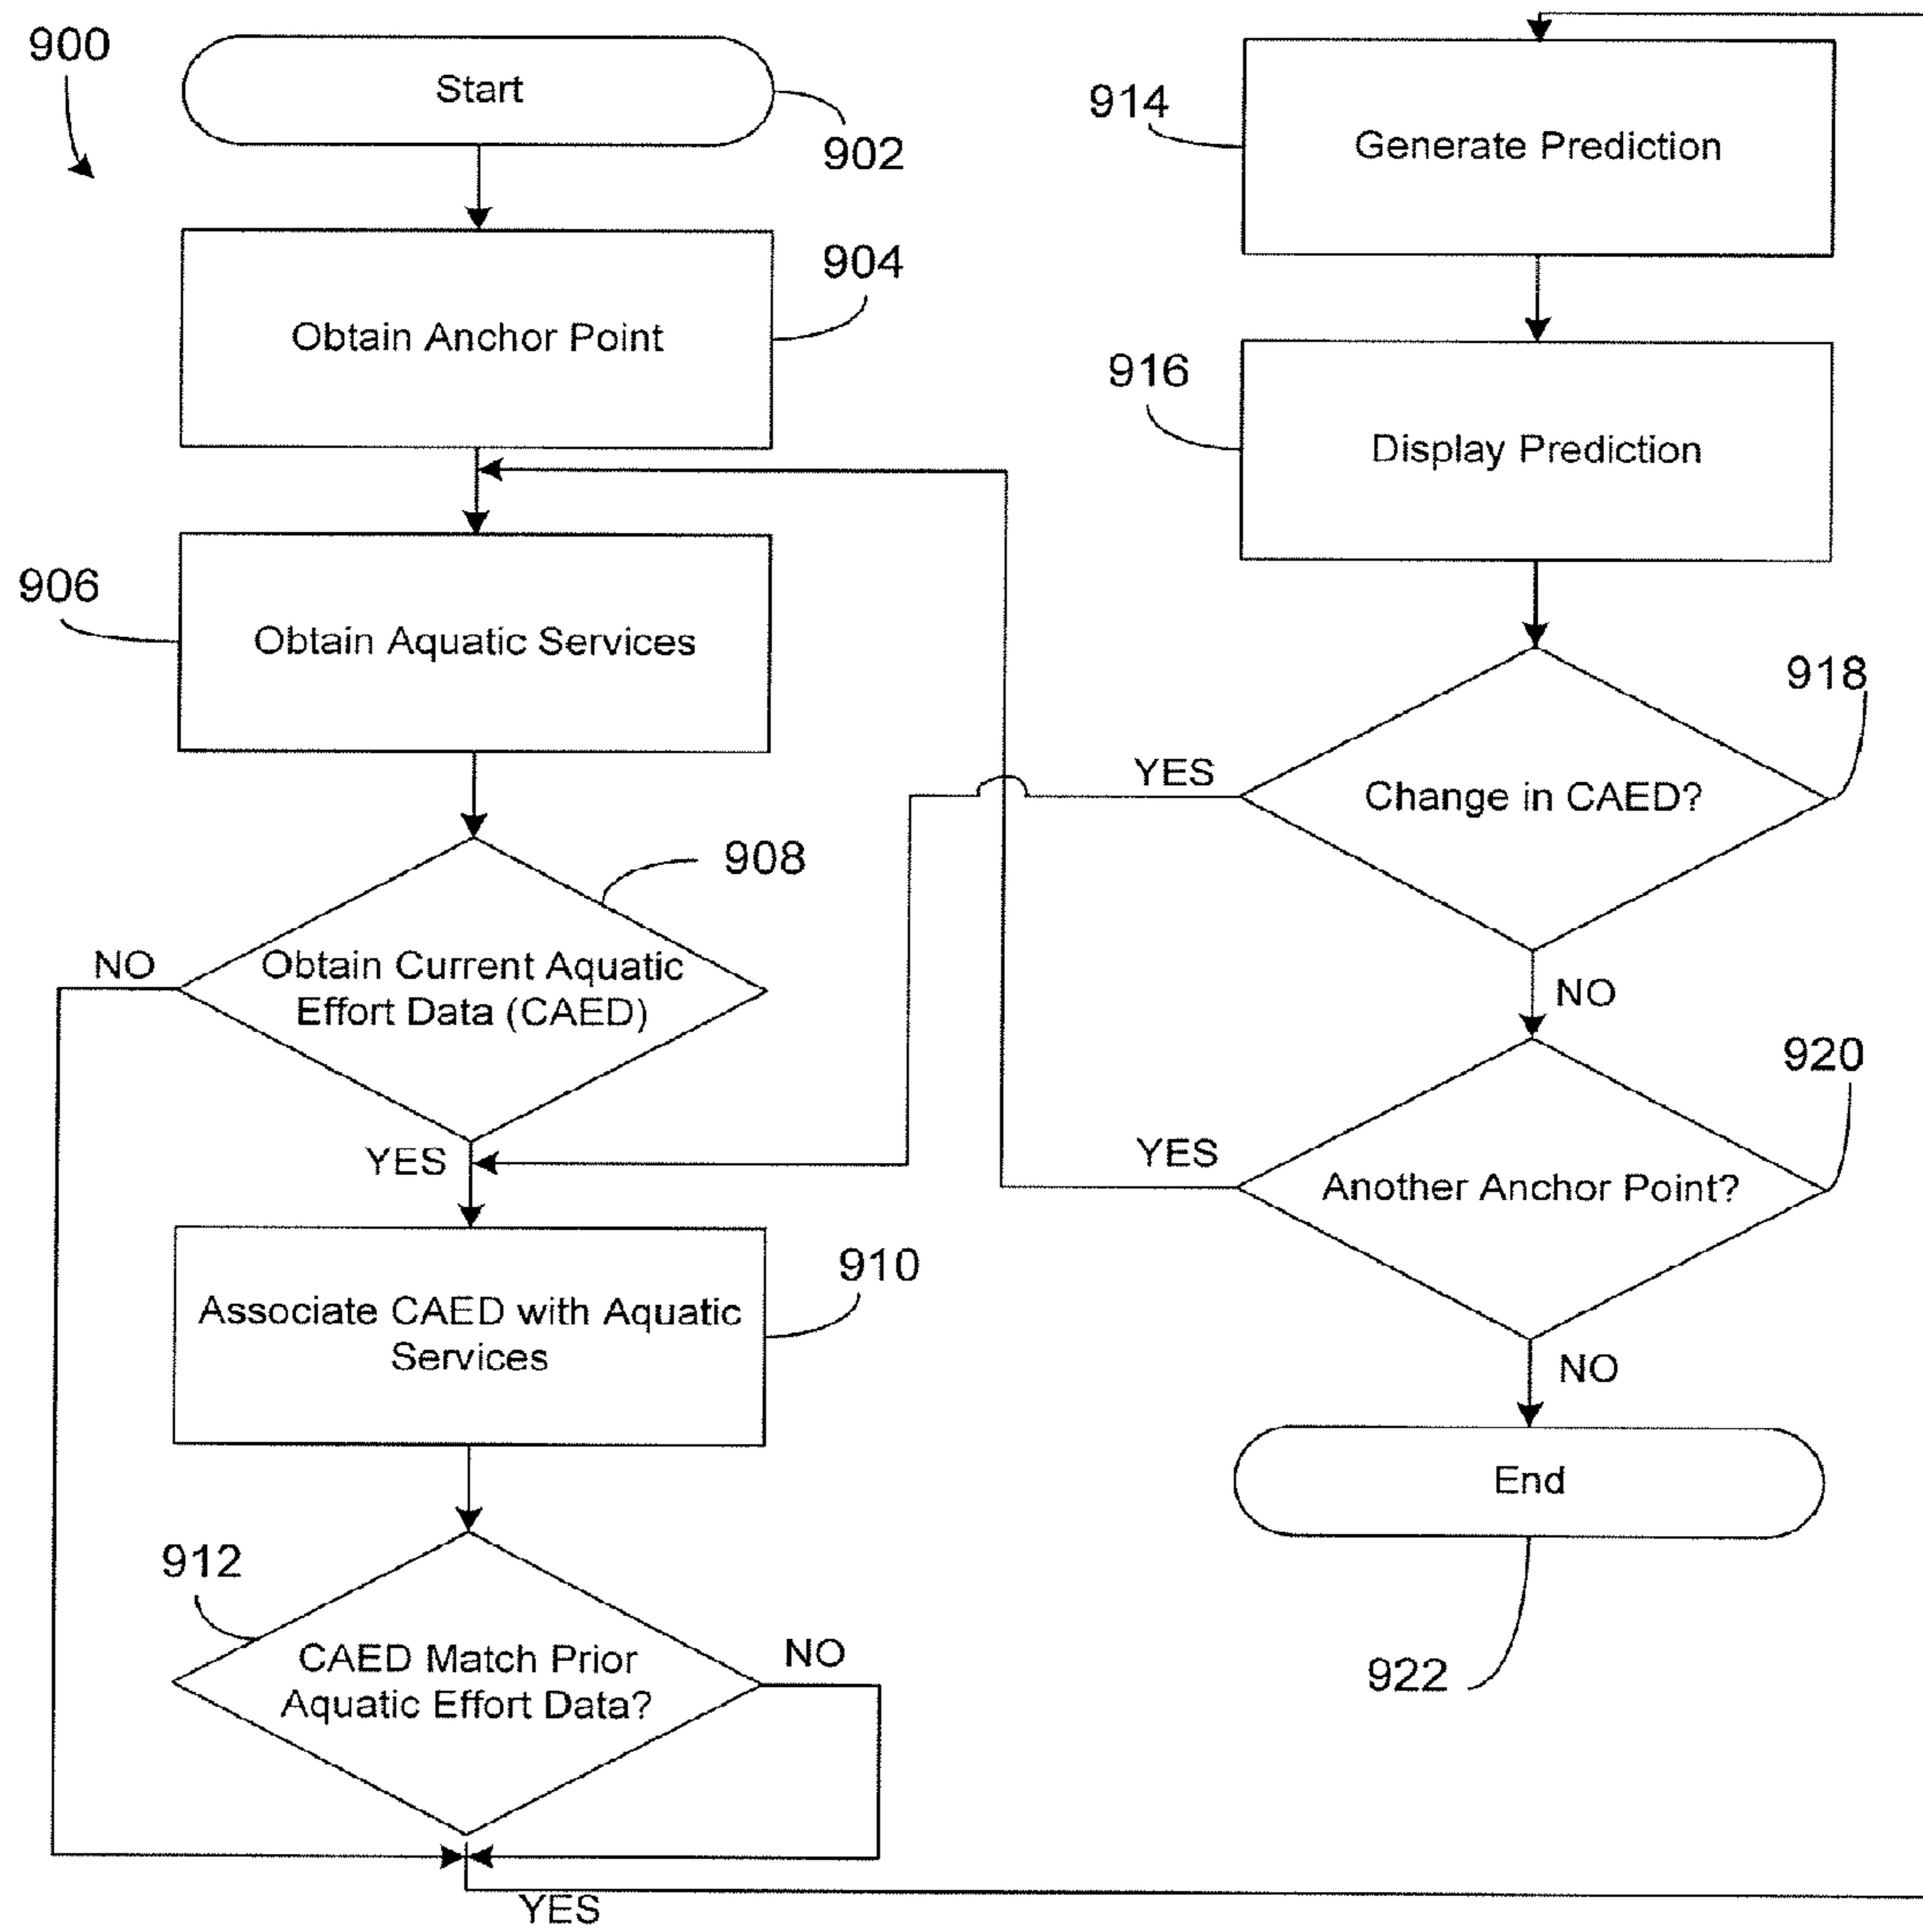 900
Start
902
Obtain Anchor Point
904
Obtain Aquatic Services
906
Obtain Current Aquatic
Effort Data (CAED)
908
NO
YES
Associate CAED with Aquatic
Services
910
912
CAED Match Prior
Aquatic Effort Data?
NO
YES
914
Generate Prediction
916
Display Prediction
918
YES
Change in CAED?
NO
920
YES
Another Anchor Point?
NO
End
922